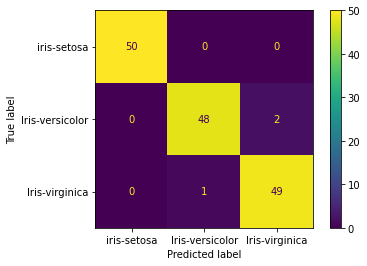 50
iris-setosa 50 0 0
40
30
Iris-versicolor 0 48 2
20
10
Iris-virginica 0 1 49
0
iris-setosa Iris-versicolor Iris-virginica
Predicted label
True label